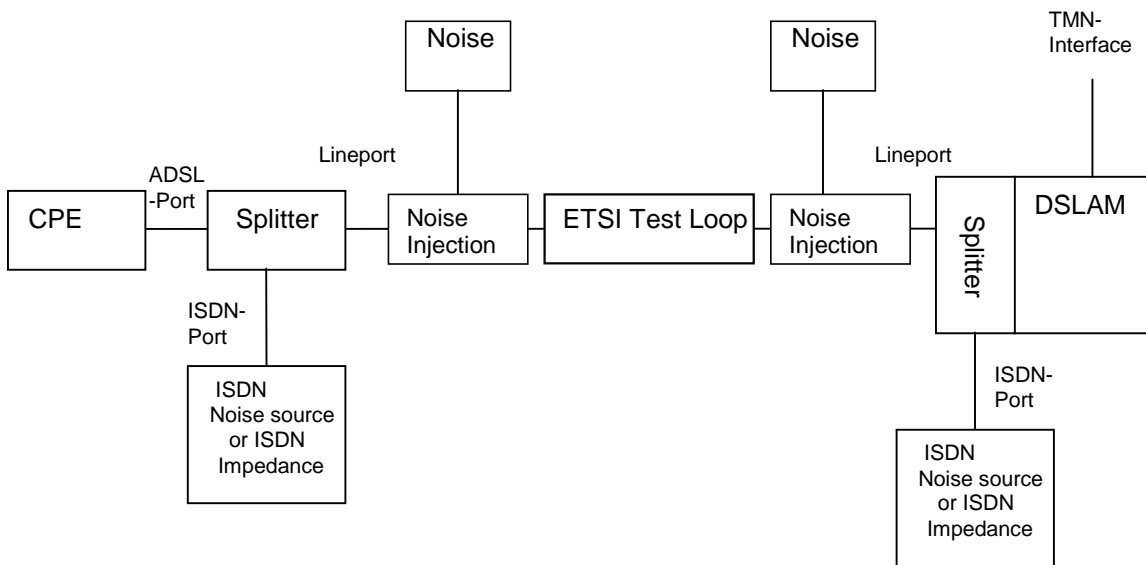 Noise
Noise
TMN-
Interface
Lineport
Lineport
ADSL
-Port
CPE
Splitter
Noise
Injection
ETSI Test Loop
Noise
Injection
Splitter
DSLAM
ISDN-
Port
ISDN-
Port
ISDN
Noise source
or ISDN
Impedance
ISDN
Noise source
or ISDN
Impedance